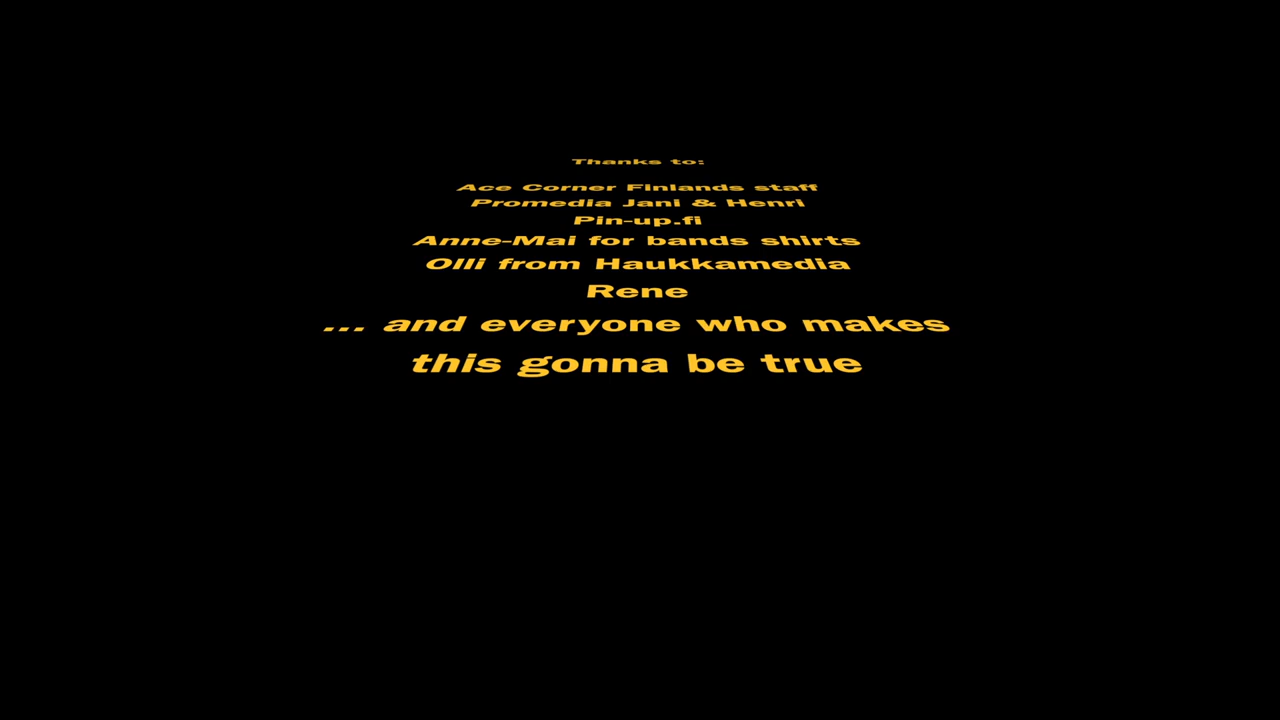 Thanks to:
Ace Corner Finlands staff
Promedia Jani & Henri
Pin-up.fi
Anne-Mai for bands shirts
Olli from Haukkamedia
Rene
... and everyone who makes
this gonna be true